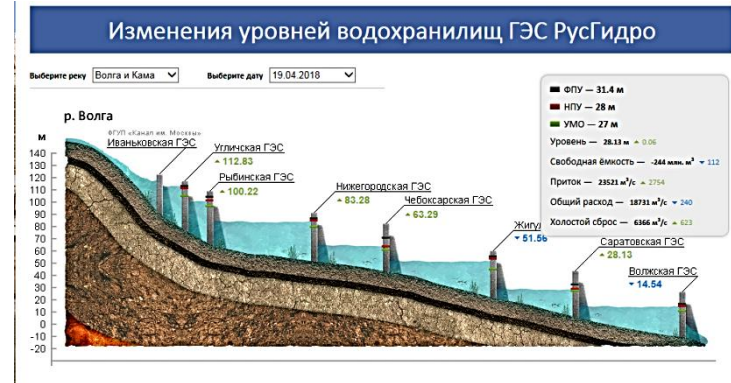 Изменения уровней водохранилищ ГЭС РусГидро
Выберите реку Волга и Кама Выберите дату 19.04.2018
ФПУ — 31.4 м
НПУ — 28 м
УМО — 27 м
Уровень — 28.13 м ▲ 0.06
Свободная ёмкость — -244 млн. м³ ▼ 112
Приток — 23521 м³/с ▲ 2754
Общий расход — 18731 м³/с ▼ 240
Холостой сброс — 6366 м³/с ▲ 623
р. Волга
м
ФГУП «Канал им. Москвы»
Иваньковская ГЭС
Угличская ГЭС
▲ 112.83
Рыбинская ГЭС
▲ 100.22
Нижегородская ГЭС
▲ 83.28
Чебоксарская ГЭС
▲ 63.29
Жигул
▼ 51.56
Саратовская ГЭС
▲ 28.13
Волжская ГЭС
▼ 14.54
140
130
120
110
100
90
80
70
60
50
40
30
20
10
0
-10
-20